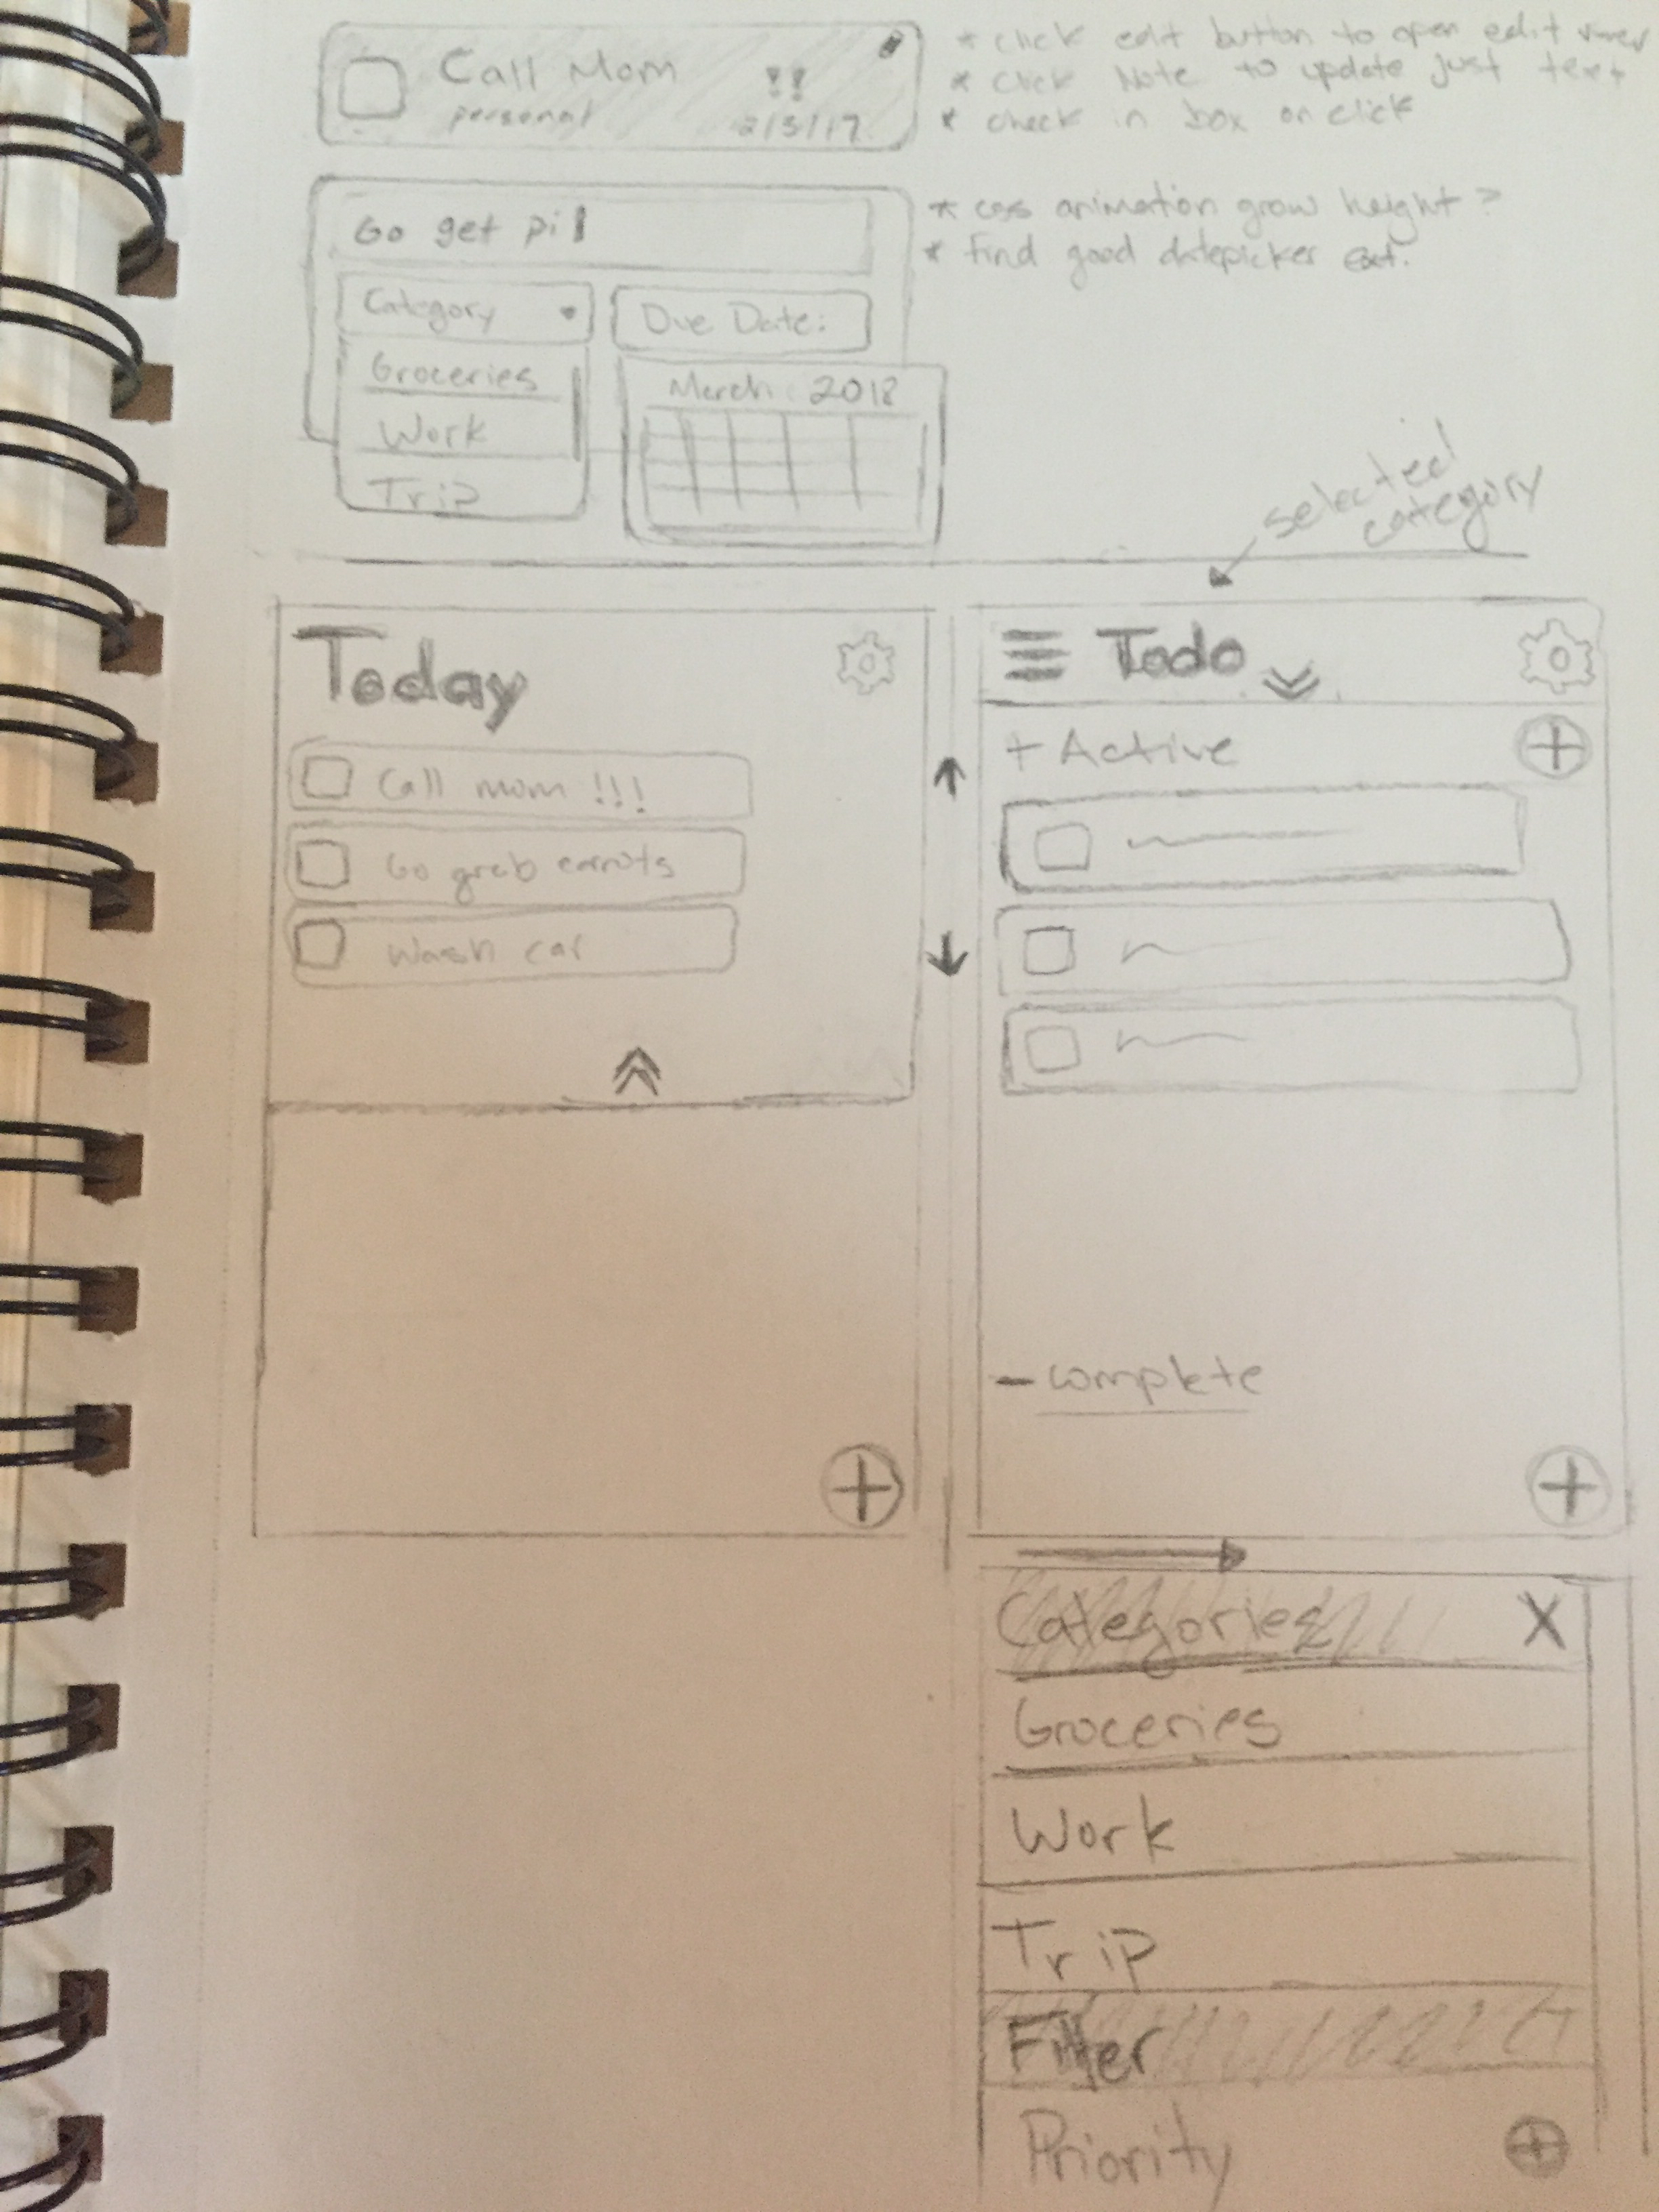 Call Mom !!
personal 2/3/17
* click edit button to open edit
* Click Note to update just text
* check in box on click
Go get pi|
* css animation grow height?
* find good datepicker ext.
Category
Due Date:
Groceries
Work
Trip
March 2018
selected
category
Today
Call mom !!!
Go grab carrots
Wash car
Todo
+ Active
- complete
Categories X
Groceries
Work
Trip
Filter
Priority